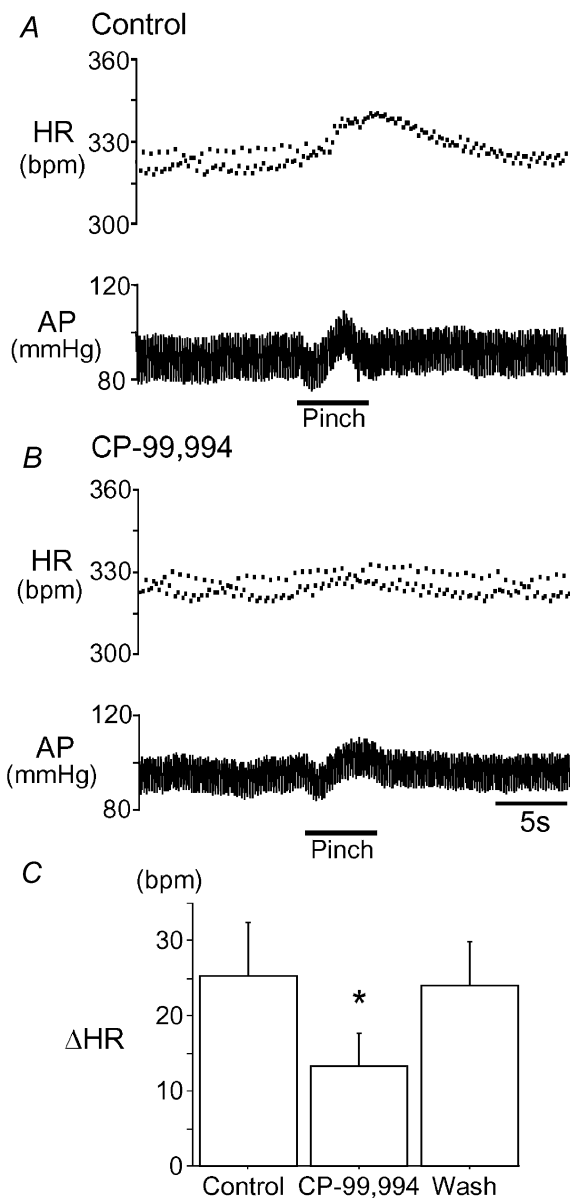 A Control
360
HR
330
(bpm)
300
120
AP
(mmHg)
80
Pinch
B CP-99,994
360
HR
330
(bpm)
300
120
AP
(mmHg)
80
5s
Pinch
C
(bpm)
30
20
ΔHR
10
*
0
Control CP-99,994 Wash